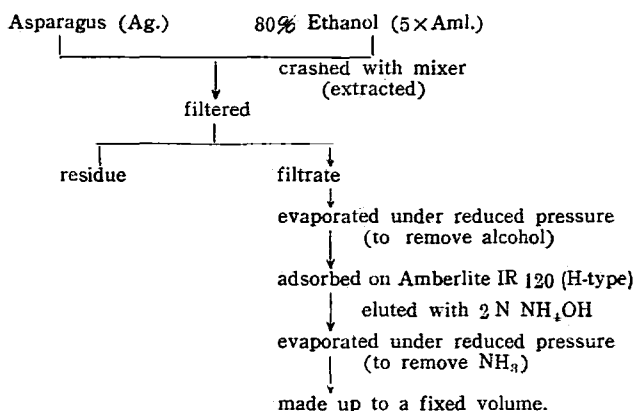 Asparagus (Ag.) 80% Ethanol (5×Aml.)
crashed with mixer
(extracted)
filtered
residue filtrate
evaporated under reduced pressure
(to remove alcohol)
adsorbed on Amberlite IR 120 (H-type)
eluted with 2 N NH₄OH
evaporated under reduced pressure
(to remove NH₃)
made up to a fixed volume.